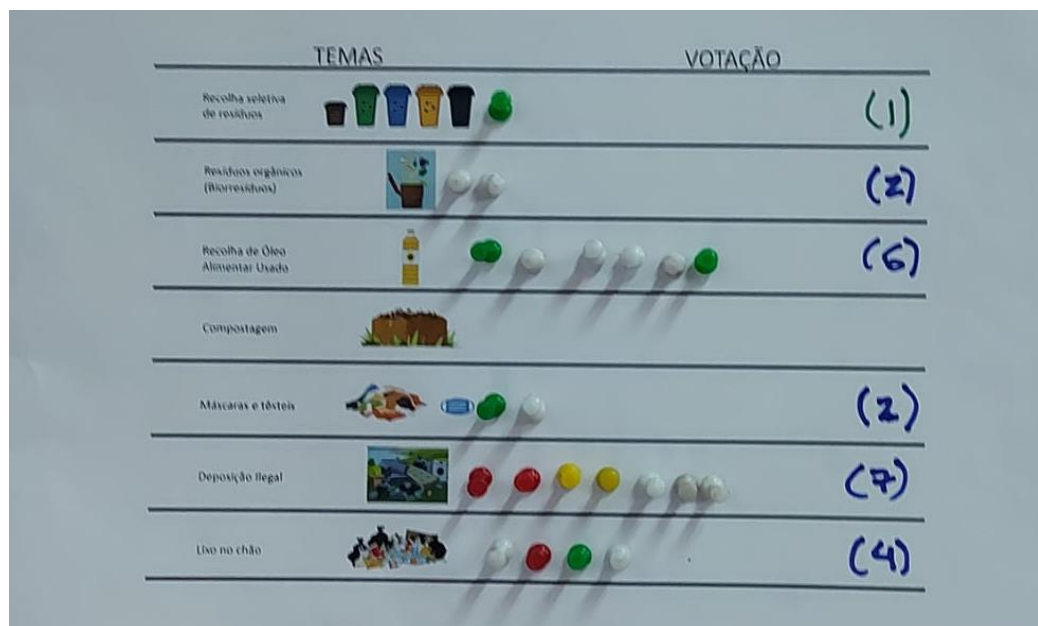 TEMAS VOTAÇÃO
Recolha seletiva
de resíduos
(1)
Resíduos orgânicos
(Biorresíduos)
(2)
Recolha de Óleo
Alimentar Usado
(6)
Compostagem
Máscaras e têxteis
(2)
Deposição Ilegal
(7)
Lixo no chão
(4)